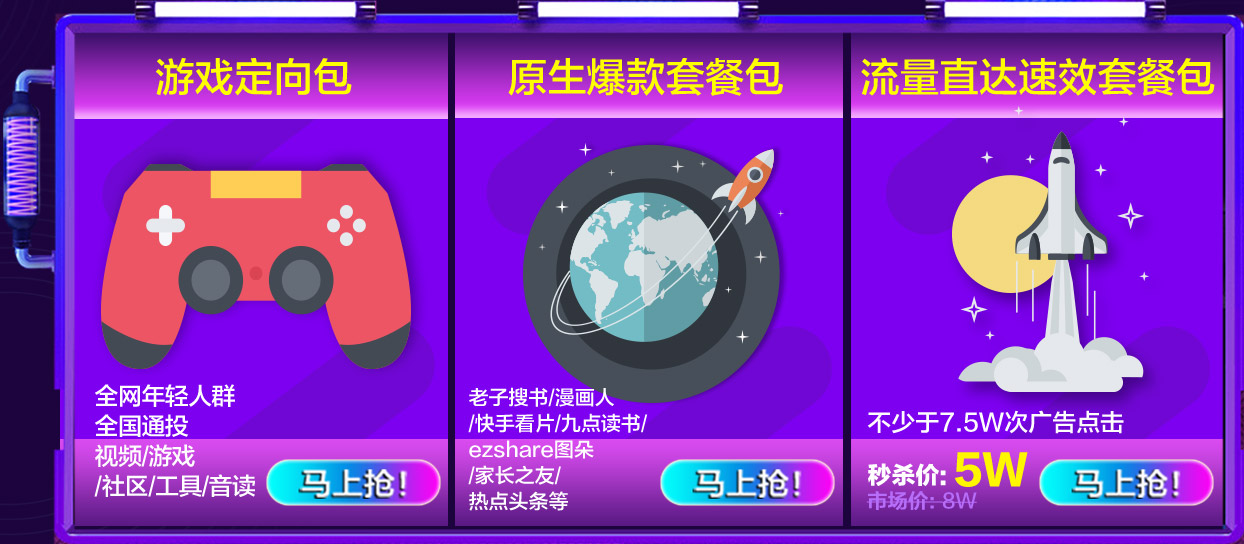 游戏定向包
全网年轻人群
全国通投
视频/游戏
/社区/工具/音读
马上抢!
原生爆款套餐包
老子搜书/漫画人
/快手看片/九点读书/
ezshare图朵
/家长之友/
热点头条等
马上抢!
流量直达速效套餐包
不少于7.5W次广告点击
秒杀价: 5W
市场价: 8W
马上抢!